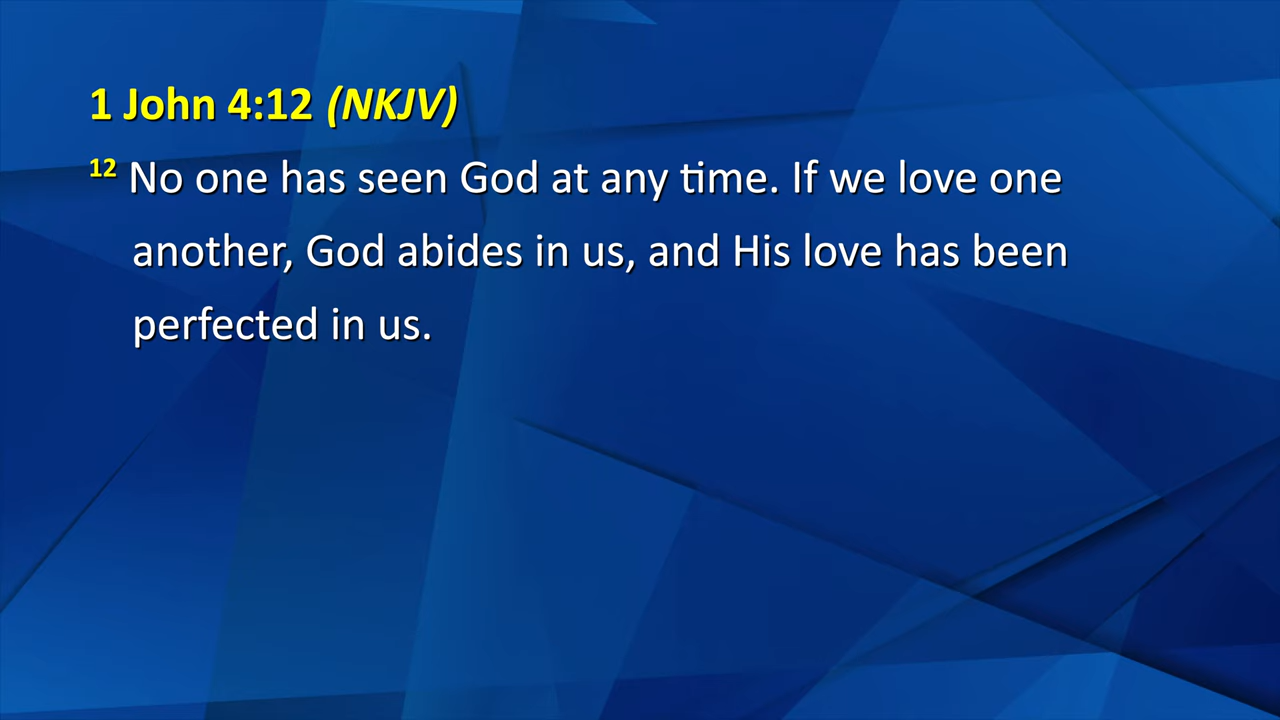 1 John 4:12 (NKJV)
12 No one has seen God at any time. If we love one
another, God abides in us, and His love has been
perfected in us.